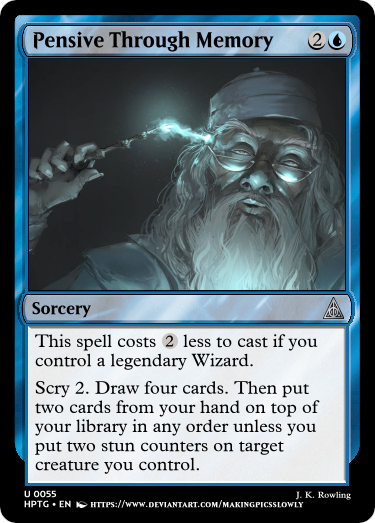 Pensive Through Memory 2
Sorcery
This spell costs 2 less to cast if you
control a legendary Wizard.
Scry 2. Draw four cards. Then put
two cards from your hand on top of
your library in any order unless you
put two stun counters on target
creature you control.
U 0055 J. K. Rowling
HPTG • EN HTTPS://WWW.DEVIANTART.COM/MAKINGPICSSLOWLY